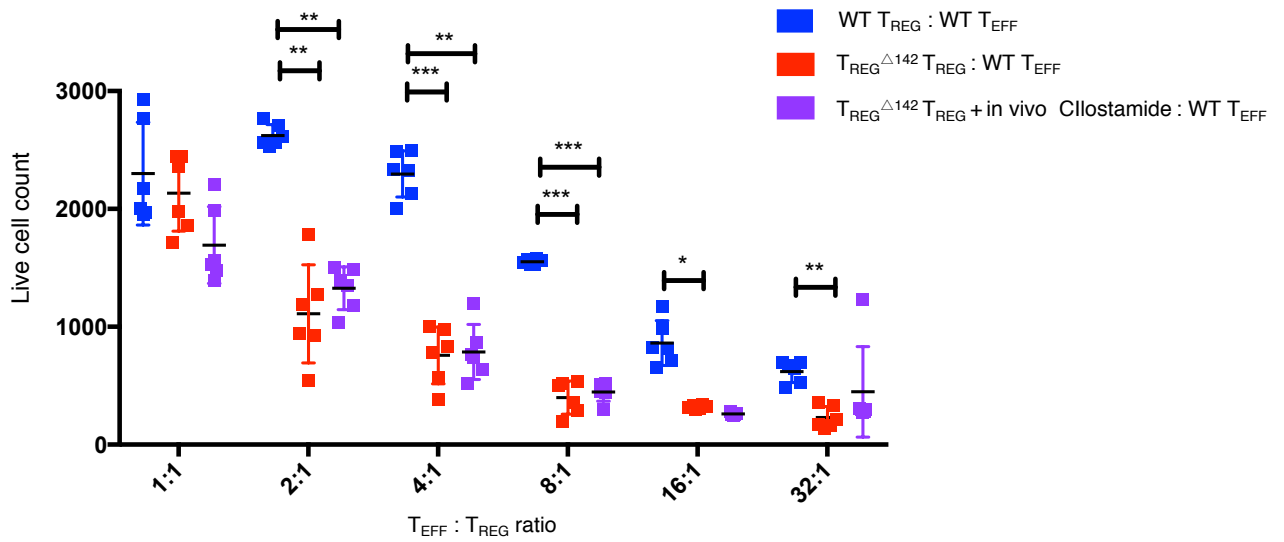 WT TREG : WT TEFF
TREG△142 TREG : WT TEFF
TREG△142 TREG + in vivo CIlostamide : WT TEFF
** **
** ***
*** ***
* **
3000
2000
1000
0
Live cell count
1:1 2:1 4:1 8:1 16:1 32:1
TEFF : TREG ratio